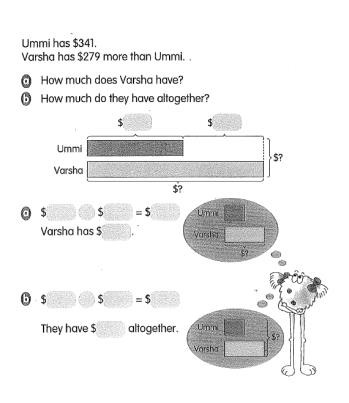 Ummi has $341.
Varsha has $279 more than Ummi. .
a How much does Varsha have?
b How much do they have altogether?
$ $
Ummi
Varsha
$?
$?
a $ $ = $
Varsha has $ .
Ummi
Varsha
$?
b $ $ = $
They have $ altogether.
Ummi
Varsha
$?